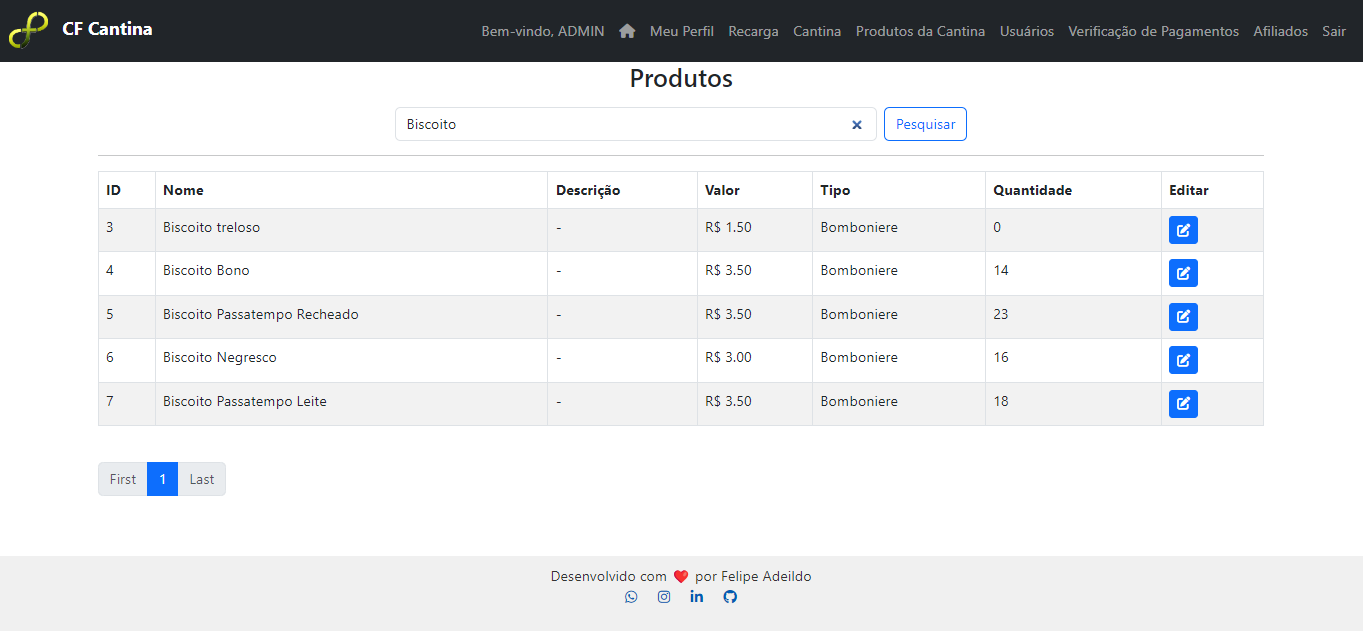 CF Cantina
Bem-vindo, ADMIN Meu Perfil Recarga Cantina Produtos da Cantina Usuários Verificação de Pagamentos Afiliados Sair
Produtos
Biscoito Pesquisar
ID Nome Descrição Valor Tipo Quantidade Editar
3 Biscoito treloso - R$ 1.50 Bomboniere 0
4 Biscoito Bono - R$ 3.50 Bomboniere 14
5 Biscoito Passatempo Recheado - R$ 3.50 Bomboniere 23
6 Biscoito Negresco - R$ 3.00 Bomboniere 16
7 Biscoito Passatempo Leite - R$ 3.50 Bomboniere 18
First 1 Last
Desenvolvido com ❤️ por Felipe Adeildo